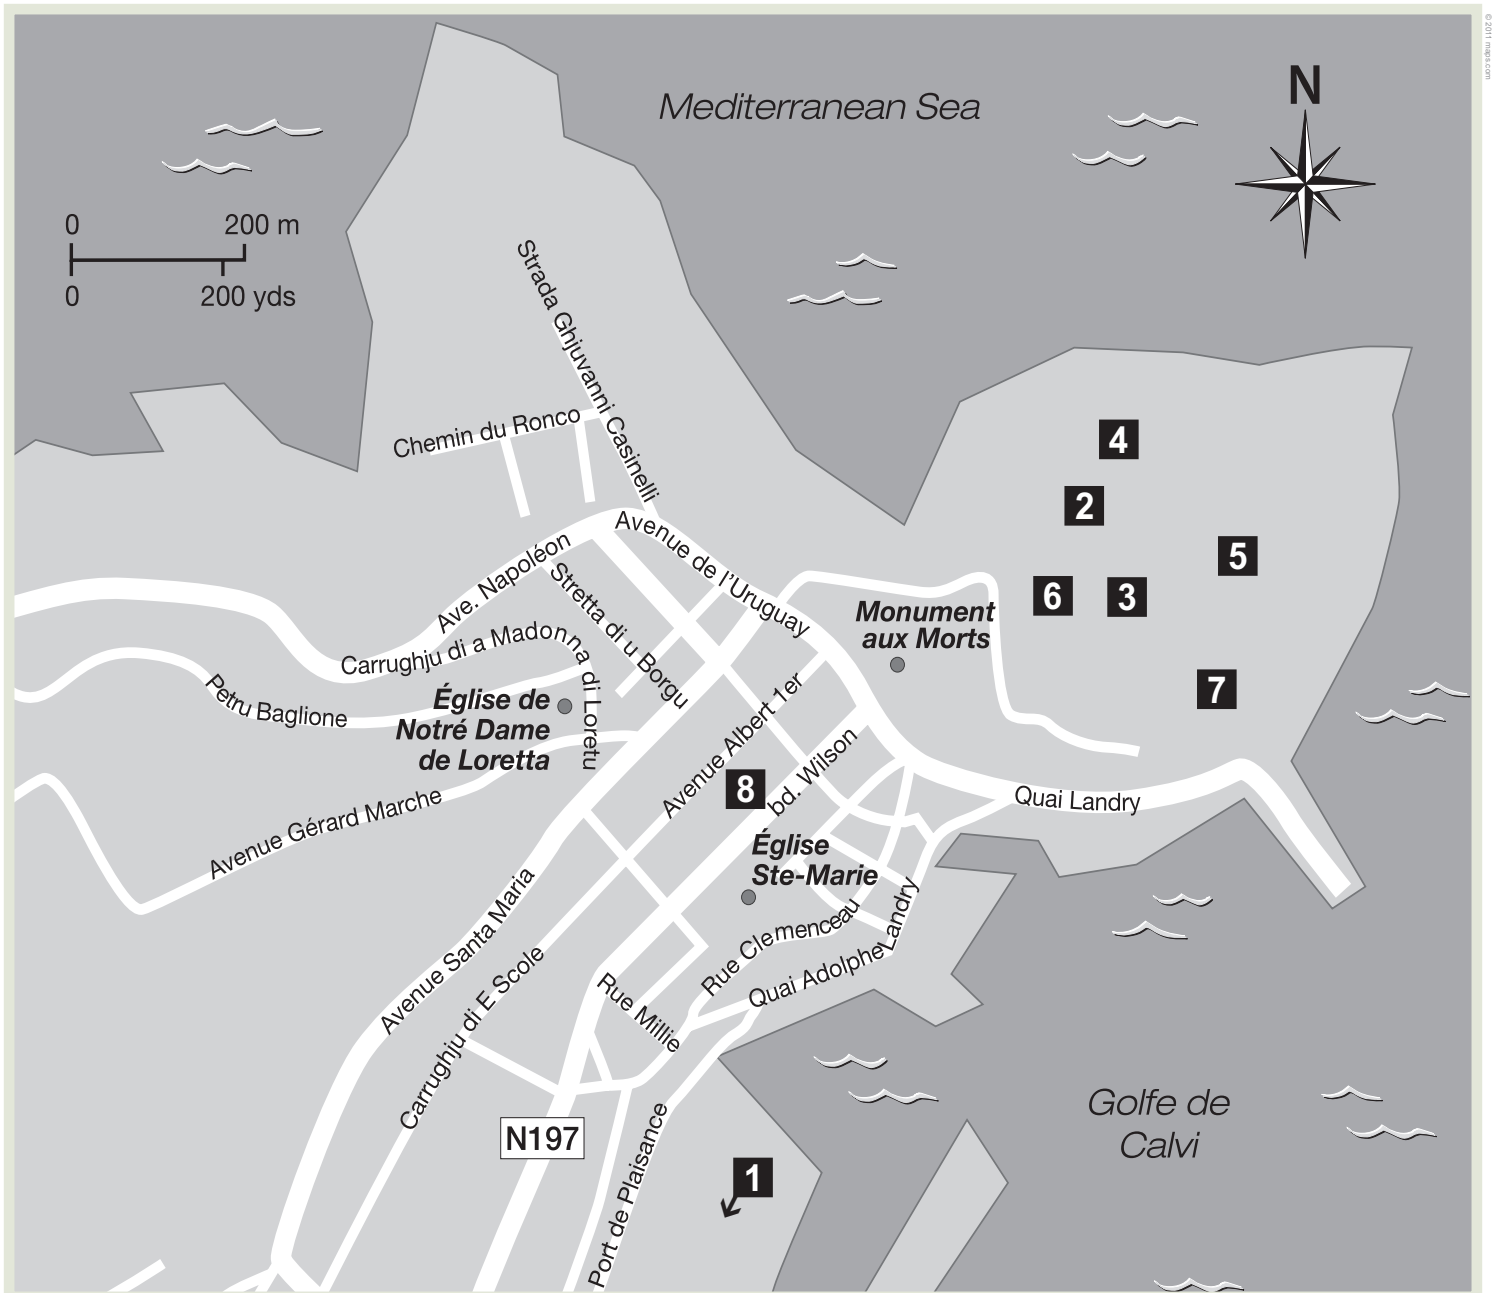 © 2011 maps.com
Mediterranean Sea
N
0 200 m
0 200 yds
Strada Ghjuvanni Casinelli
Chemin du Ronco
4
2
5
6
3
7
Avenue de l'Uruguay
Ave. Napoléon
Stretta di u Borgu
Monument
aux Morts
Carrughju di a Madonna di Loretu
Petru Baglione
Église de
Notré Dame
de Loretta
Avenue Albert 1er
8
bd. Wilson
Quai Landry
Avenue Gérard Marche
Église
Ste-Marie
Avenue Santa Maria
Rue Clemenceau
Quai Adolphe Landry
Carrughju di E Scole
Rue Millie
N197
Port de Plaisance
1
Golfe de
Calvi